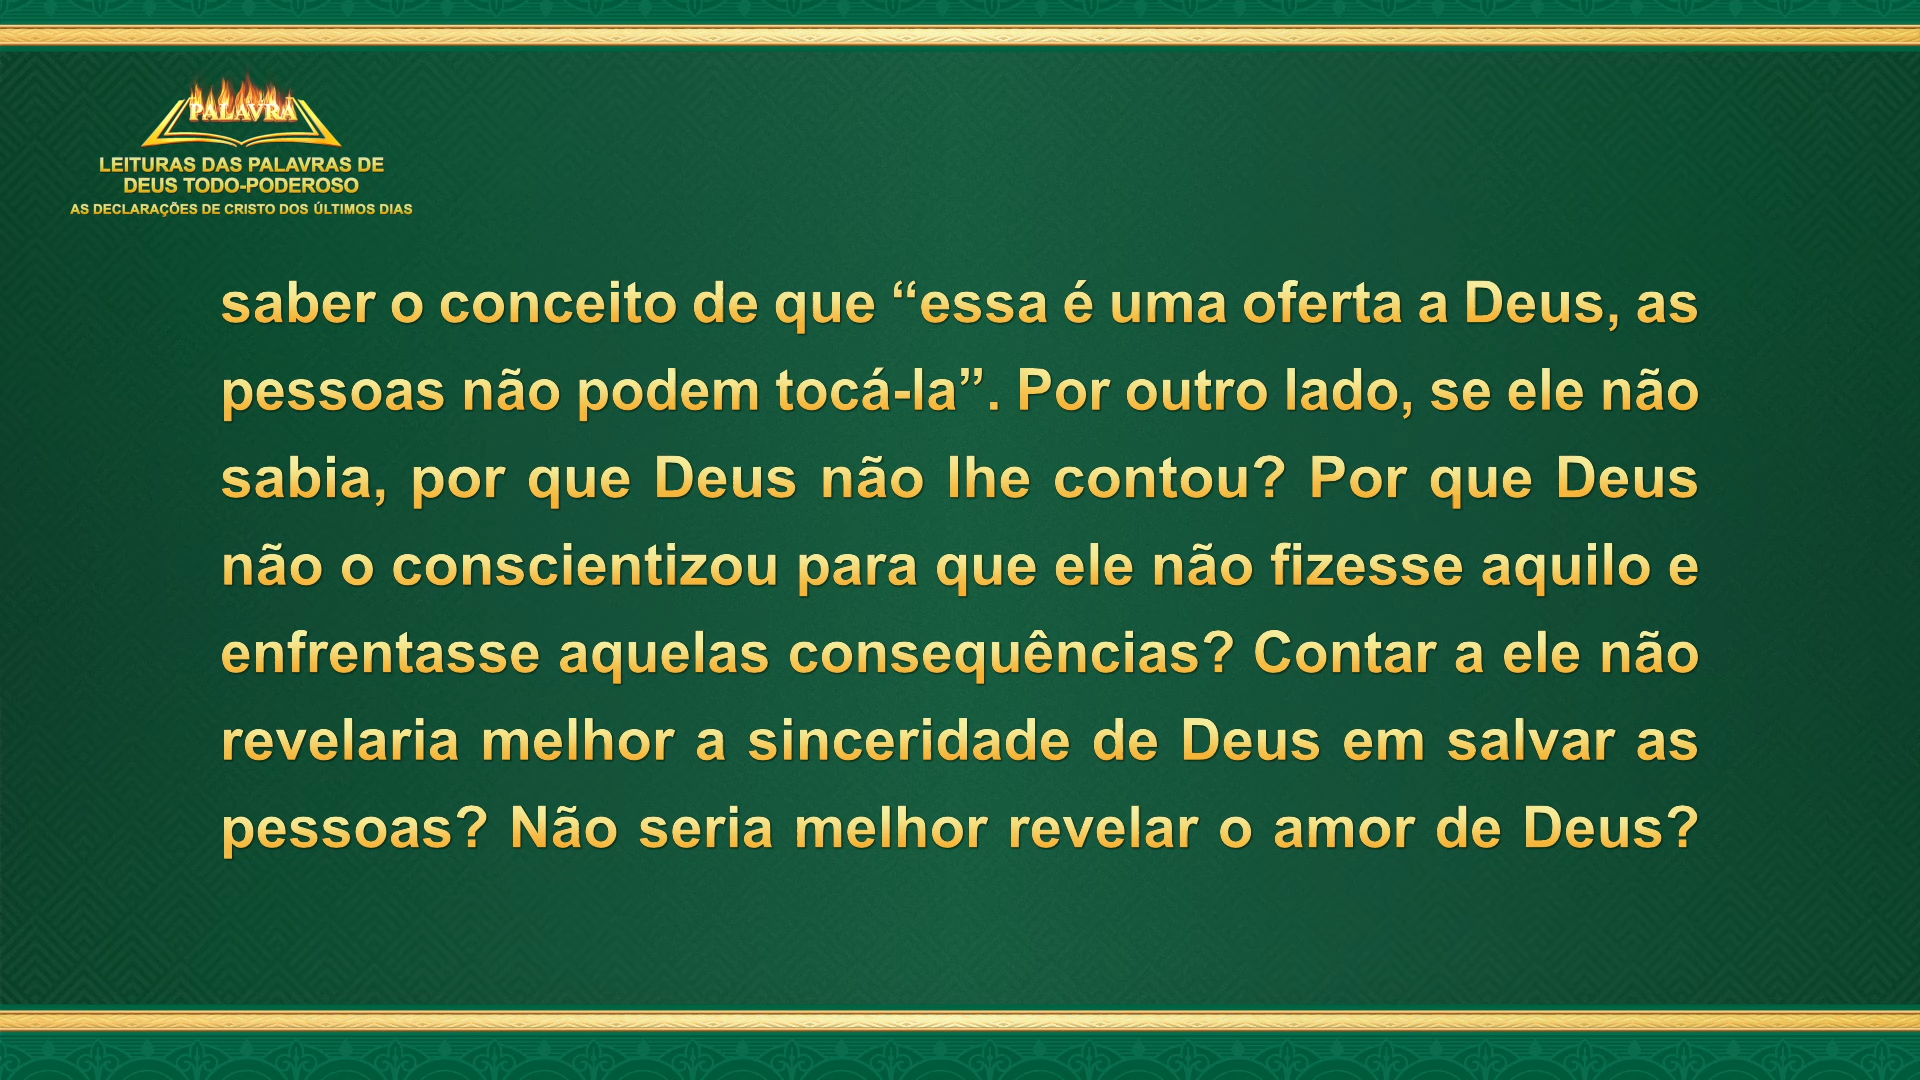 PALAVRA
LEITURAS DAS PALAVRAS DE
DEUS TODO-PODEROSO
AS DECLARAÇÕES DE CRISTO DOS ÚLTIMOS DIAS
saber o conceito de que “essa é uma oferta a Deus, as
pessoas não podem tocá-la”. Por outro lado, se ele não
sabia, por que Deus não lhe contou? Por que Deus
não o conscientizou para que ele não fizesse aquilo e
enfrentasse aquelas consequências? Contar a ele não
revelaria melhor a sinceridade de Deus em salvar as
pessoas? Não seria melhor revelar o amor de Deus?